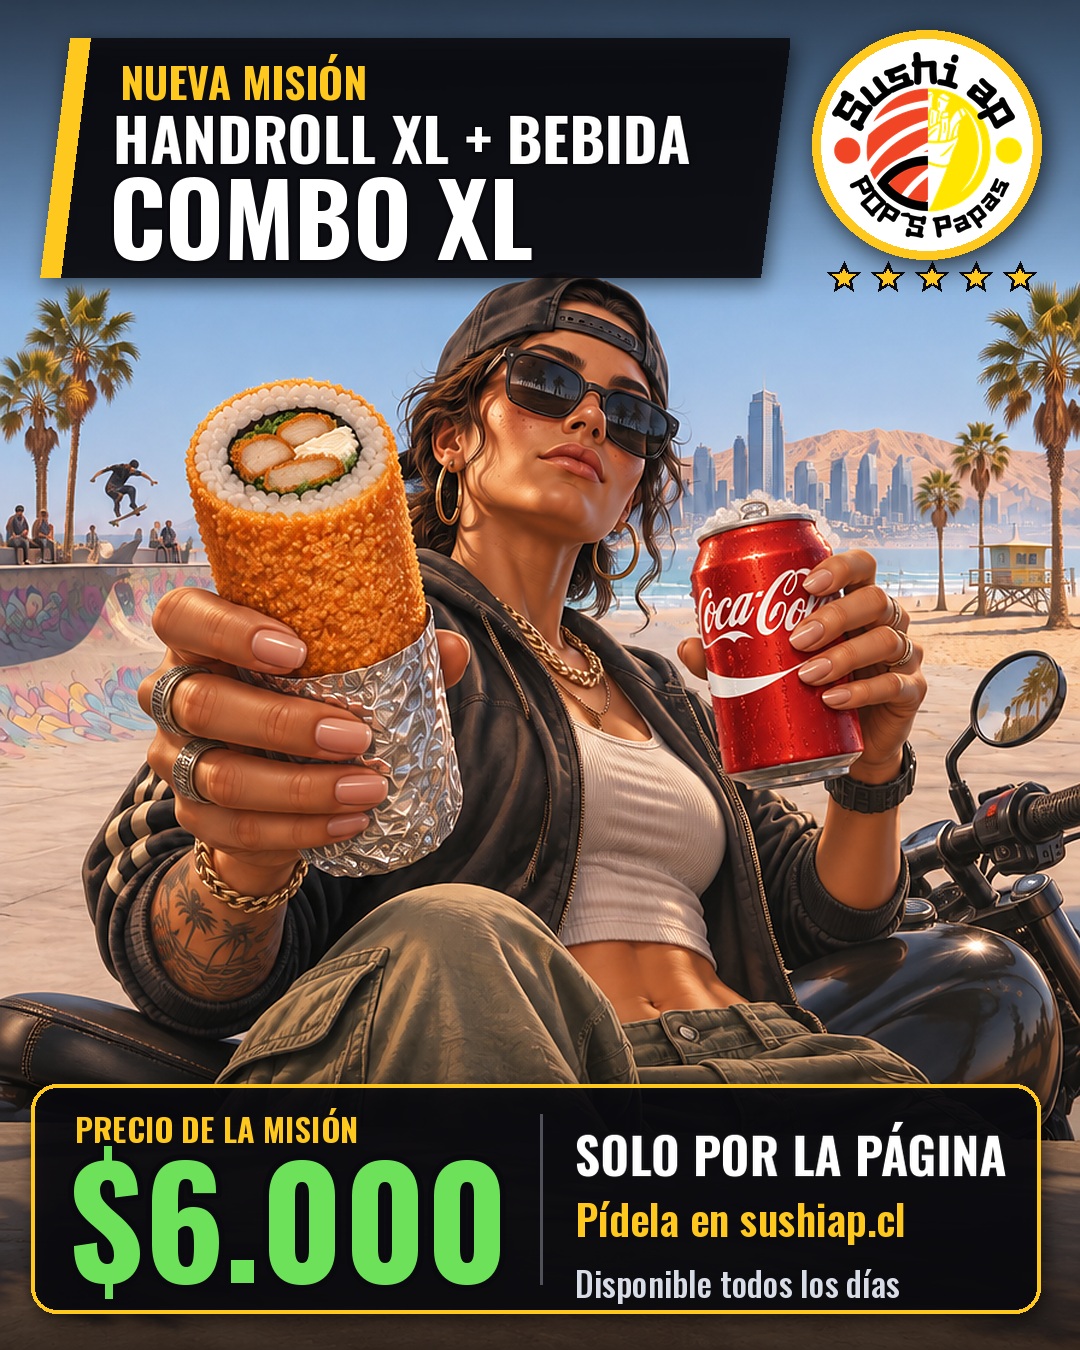 NUEVA MISIÓN
HANDROLL XL + BEBIDA
COMBO XL
Sushi ap
POP'S Papas
Coca-Cola
PRECIO DE LA MISIÓN
$6.000
SOLO POR LA PÁGINA
Pídela en sushiap.cl
Disponible todos los días